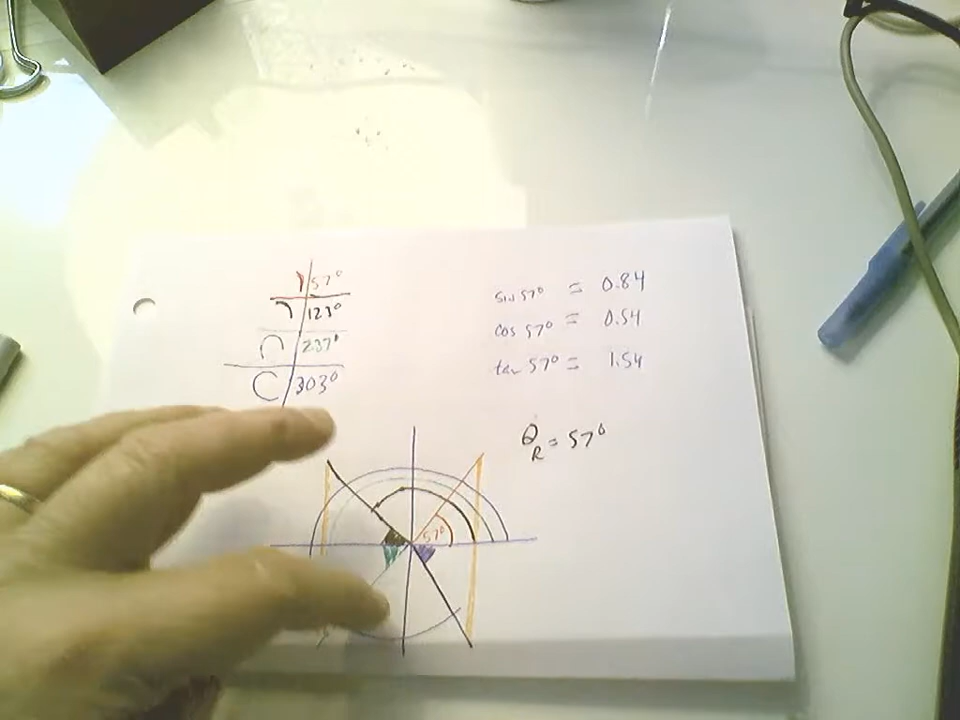 57°
123°
237°
303°
sin 57° = 0.84
cos 57° = 0.54
tan 57° = 1.54
θR = 57°
57°